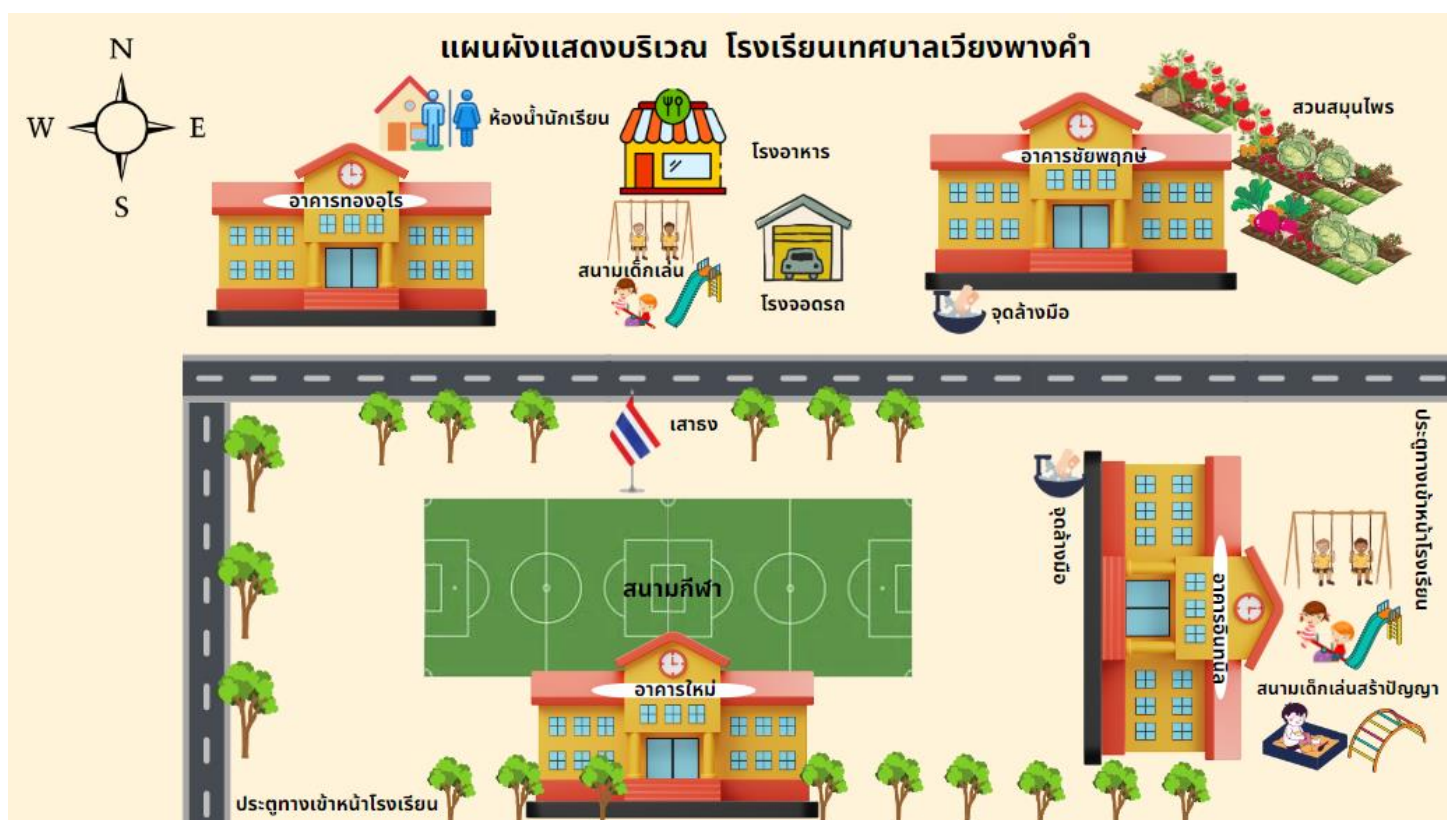 แผนผังแสดงบริเวณ โรงเรียนเทศบาลเวียงพางคำ
N
W E
S
ห้องน้ำนักเรียน
โรงอาหาร
สวนสมุนไพร
อาคารทองอุไร
อาคารชัยพฤกษ์
สนามเด็กเล่น
โรงจอดรถ
จุดล้างมือ
เสาธง
ประตูทางเข้าหน้าโรงเรียน
จุดล้างมือ
สนามกีฬา
อาคารอินทนิล
อาคารใหม่
สนามเด็กเล่นสร้าปัญญา
ประตูทางเข้าหน้าโรงเรียน